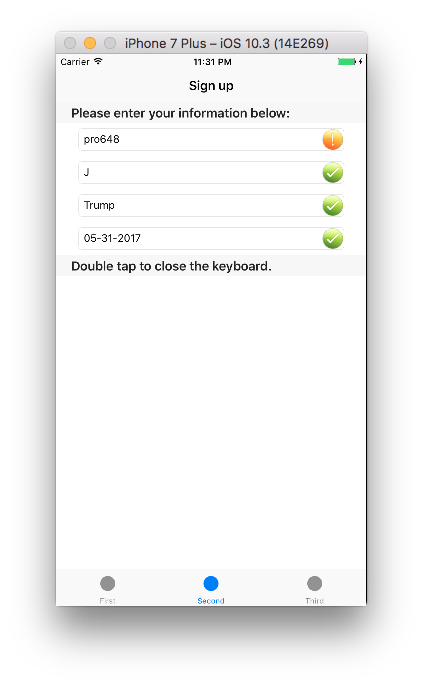 iPhone 7 Plus – iOS 10.3 (14E269)
Carrier 11:31 PM
Sign up
Please enter your information below:
pro648
J
Trump
05-31-2017
Double tap to close the keyboard.
First Second Third